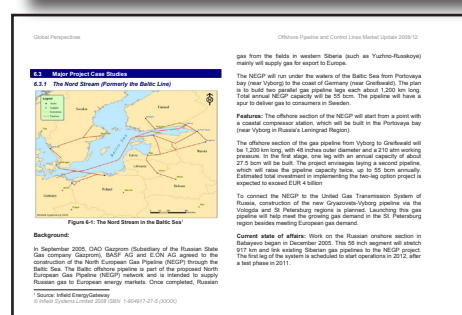 Global Perspectives
Offshore Pipeline and Control Lines Market Update 2008/12
6.3 Major Project Case Studies
6.3.1 The Nord Stream (Formerly the Baltic Line)
Legend
Sweden
Finland
Estonia
Latvia
Lithuania
Russia
Belarus
Poland
Germany
Figure 6-1: The Nord Stream in the Baltic Sea¹
Background:
In September 2005, OAO Gazprom (Subsidiary of the Russian State
Gas company Gazprom), BASF AG and E.ON AG agreed to the
construction of the North European Gas Pipeline (NEGP) through the
Baltic Sea. The Baltic offshore pipeline is part of the proposed North
European Gas Pipeline (NEGP) network and is intended to supply
Russian gas to European energy markets. Once completed, Russian
¹ Source: Infield EnergyGateway
© Infield Systems Limited 2008 ISBN 1-904917-27-5 (XXXX)
gas from the fields in western Siberia (such as Yuzhno-Russkoye)
mainly will supply gas for export to Europe.
The NEGP will run under the waters of the Baltic Sea from Portovaya
bay (near Vyborg) to the coast of Germany (near Greifswald). The plan
is to build two parallel gas pipeline legs each about 1,200 km long.
Total annual NEGP capacity will be 55 bcm. The pipeline will have a
spur to deliver gas to consumers in Sweden.
Features: The offshore section of the NEGP will start from a point with
a coastal compressor station, which will be built in the Portovaya bay
(near Vyborg in Russia's Leningrad Region).
The offshore section of the gas pipeline from Vyborg to Greifswald will
be 1,200 km long, with 48 inches outer diameter and a 210 atm working
pressure. In the first stage, one leg with an annual capacity of about
27.5 bcm will be built. The project envisages laying a second pipeline,
which will raise the pipeline capacity twice, up to 55 bcm annually.
Estimated total investment in implementing the two-leg option project is
expected to exceed EUR 4 billion
To connect the NEGP to the United Gas Transmission System of
Russia, construction of the new Gryazovets-Vyborg pipeline via the
Vologda and St Petersburg regions is planned. Launching this gas
pipeline will help meet the growing gas demand in the St. Petersburg
region besides meeting European gas demand.
Current state of affairs: Work on the Russian onshore section in
Babayevo began in December 2005. This 56 inch segment will stretch
917 km and link existing Siberian gas pipelines to the NEGP project.
The first leg of the system is scheduled to start operations in 2012, after
a test phase in 2011.